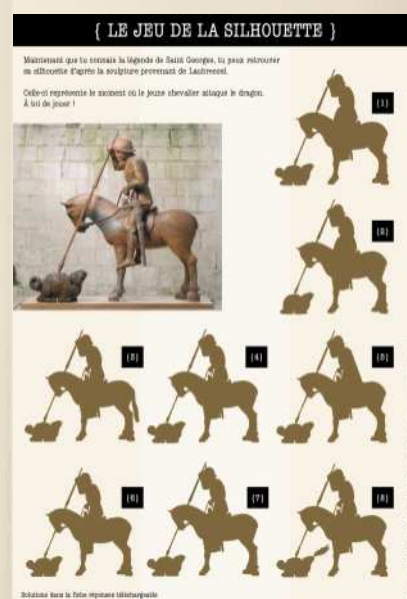 { LE JEU DE LA SILHOUETTE }
Maintenant que tu connais la légende de Saint Georges, tu peux retrouver
sa silhouette d'après la sculpture provenant de
Celle-ci représente le moment où le jeune chevalier attaque le dragon.
À toi de jouer !
{1}
{2}
{3}
{4}
{5}
{6}
{7}
{8}
Solutions dans la fiche réponses téléchargeable